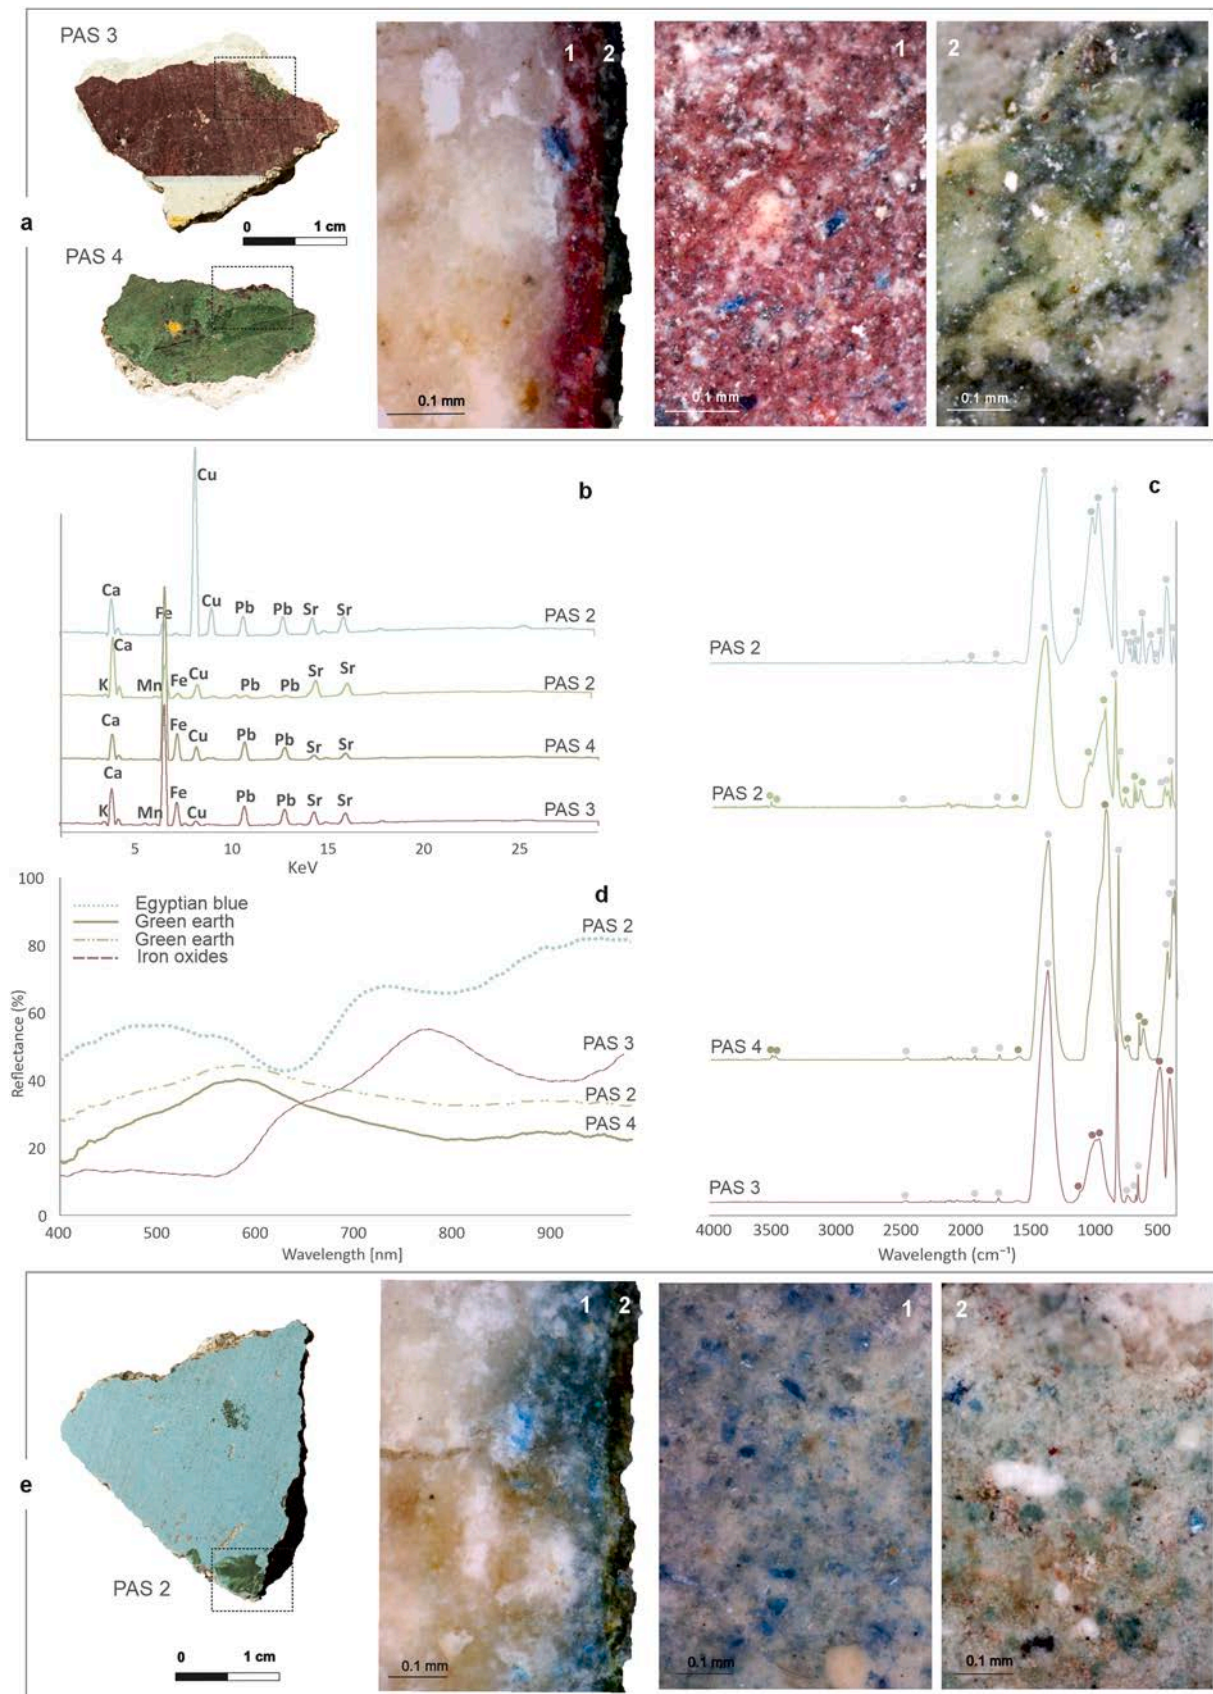 PAS 3
1 2
1
2
a
0 1 cm
PAS 4
0.1 mm
0.1 mm
0.1 mm
b
Cu
Ca
Fe
Cu
Pb
Pb
Sr
Sr
PAS 2
Ca
K
Mn
Fe
Cu
Pb
Pb
Sr
Sr
PAS 2
Ca
Fe
Cu
Pb
Pb
Sr
Sr
PAS 4
Ca
K
Mn
Fe
Cu
Pb
Pb
Sr
Sr
PAS 3
5 10 15 20 25
KeV
c
PAS 2
PAS 2
PAS 4
PAS 3
4000 3500 3000 2500 2000 1500 1000 500
Wavelength (cm⁻¹)
d
100
80
60
40
20
0
Reflectance (%)
Egyptian blue
Green earth
Green earth
Iron oxides
PAS 2
PAS 3
PAS 2
PAS 4
400 500 600 700 800 900
Wavelength [nm]
1 2
1
2
e
PAS 2
0 1 cm
0.1 mm
0.1 mm
0.1 mm